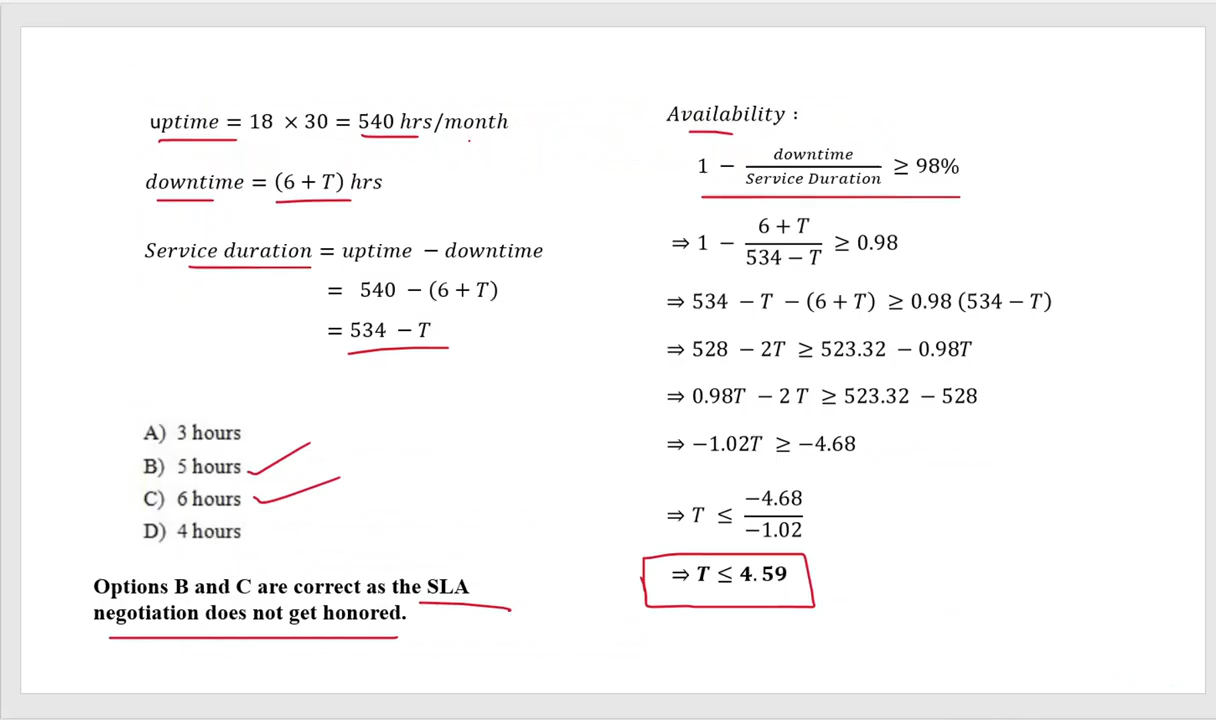 uptime = 18 × 30 = 540 hrs/month
downtime = (6 + T) hrs
Service duration = uptime − downtime
= 540 − (6 + T)
= 534 − T
A) 3 hours
B) 5 hours
C) 6 hours
D) 4 hours
Options B and C are correct as the SLA
negotiation does not get honored.
Availability :
1 − downtime / Service Duration ≥ 98%
⇒ 1 − 6 + T / 534 − T ≥ 0.98
⇒ 534 − T − (6 + T) ≥ 0.98 (534 − T)
⇒ 528 − 2T ≥ 523.32 − 0.98T
⇒ 0.98T − 2 T ≥ 523.32 − 528
⇒ −1.02T ≥ −4.68
⇒ T ≤ −4.68 / −1.02
⇒ T ≤ 4.59